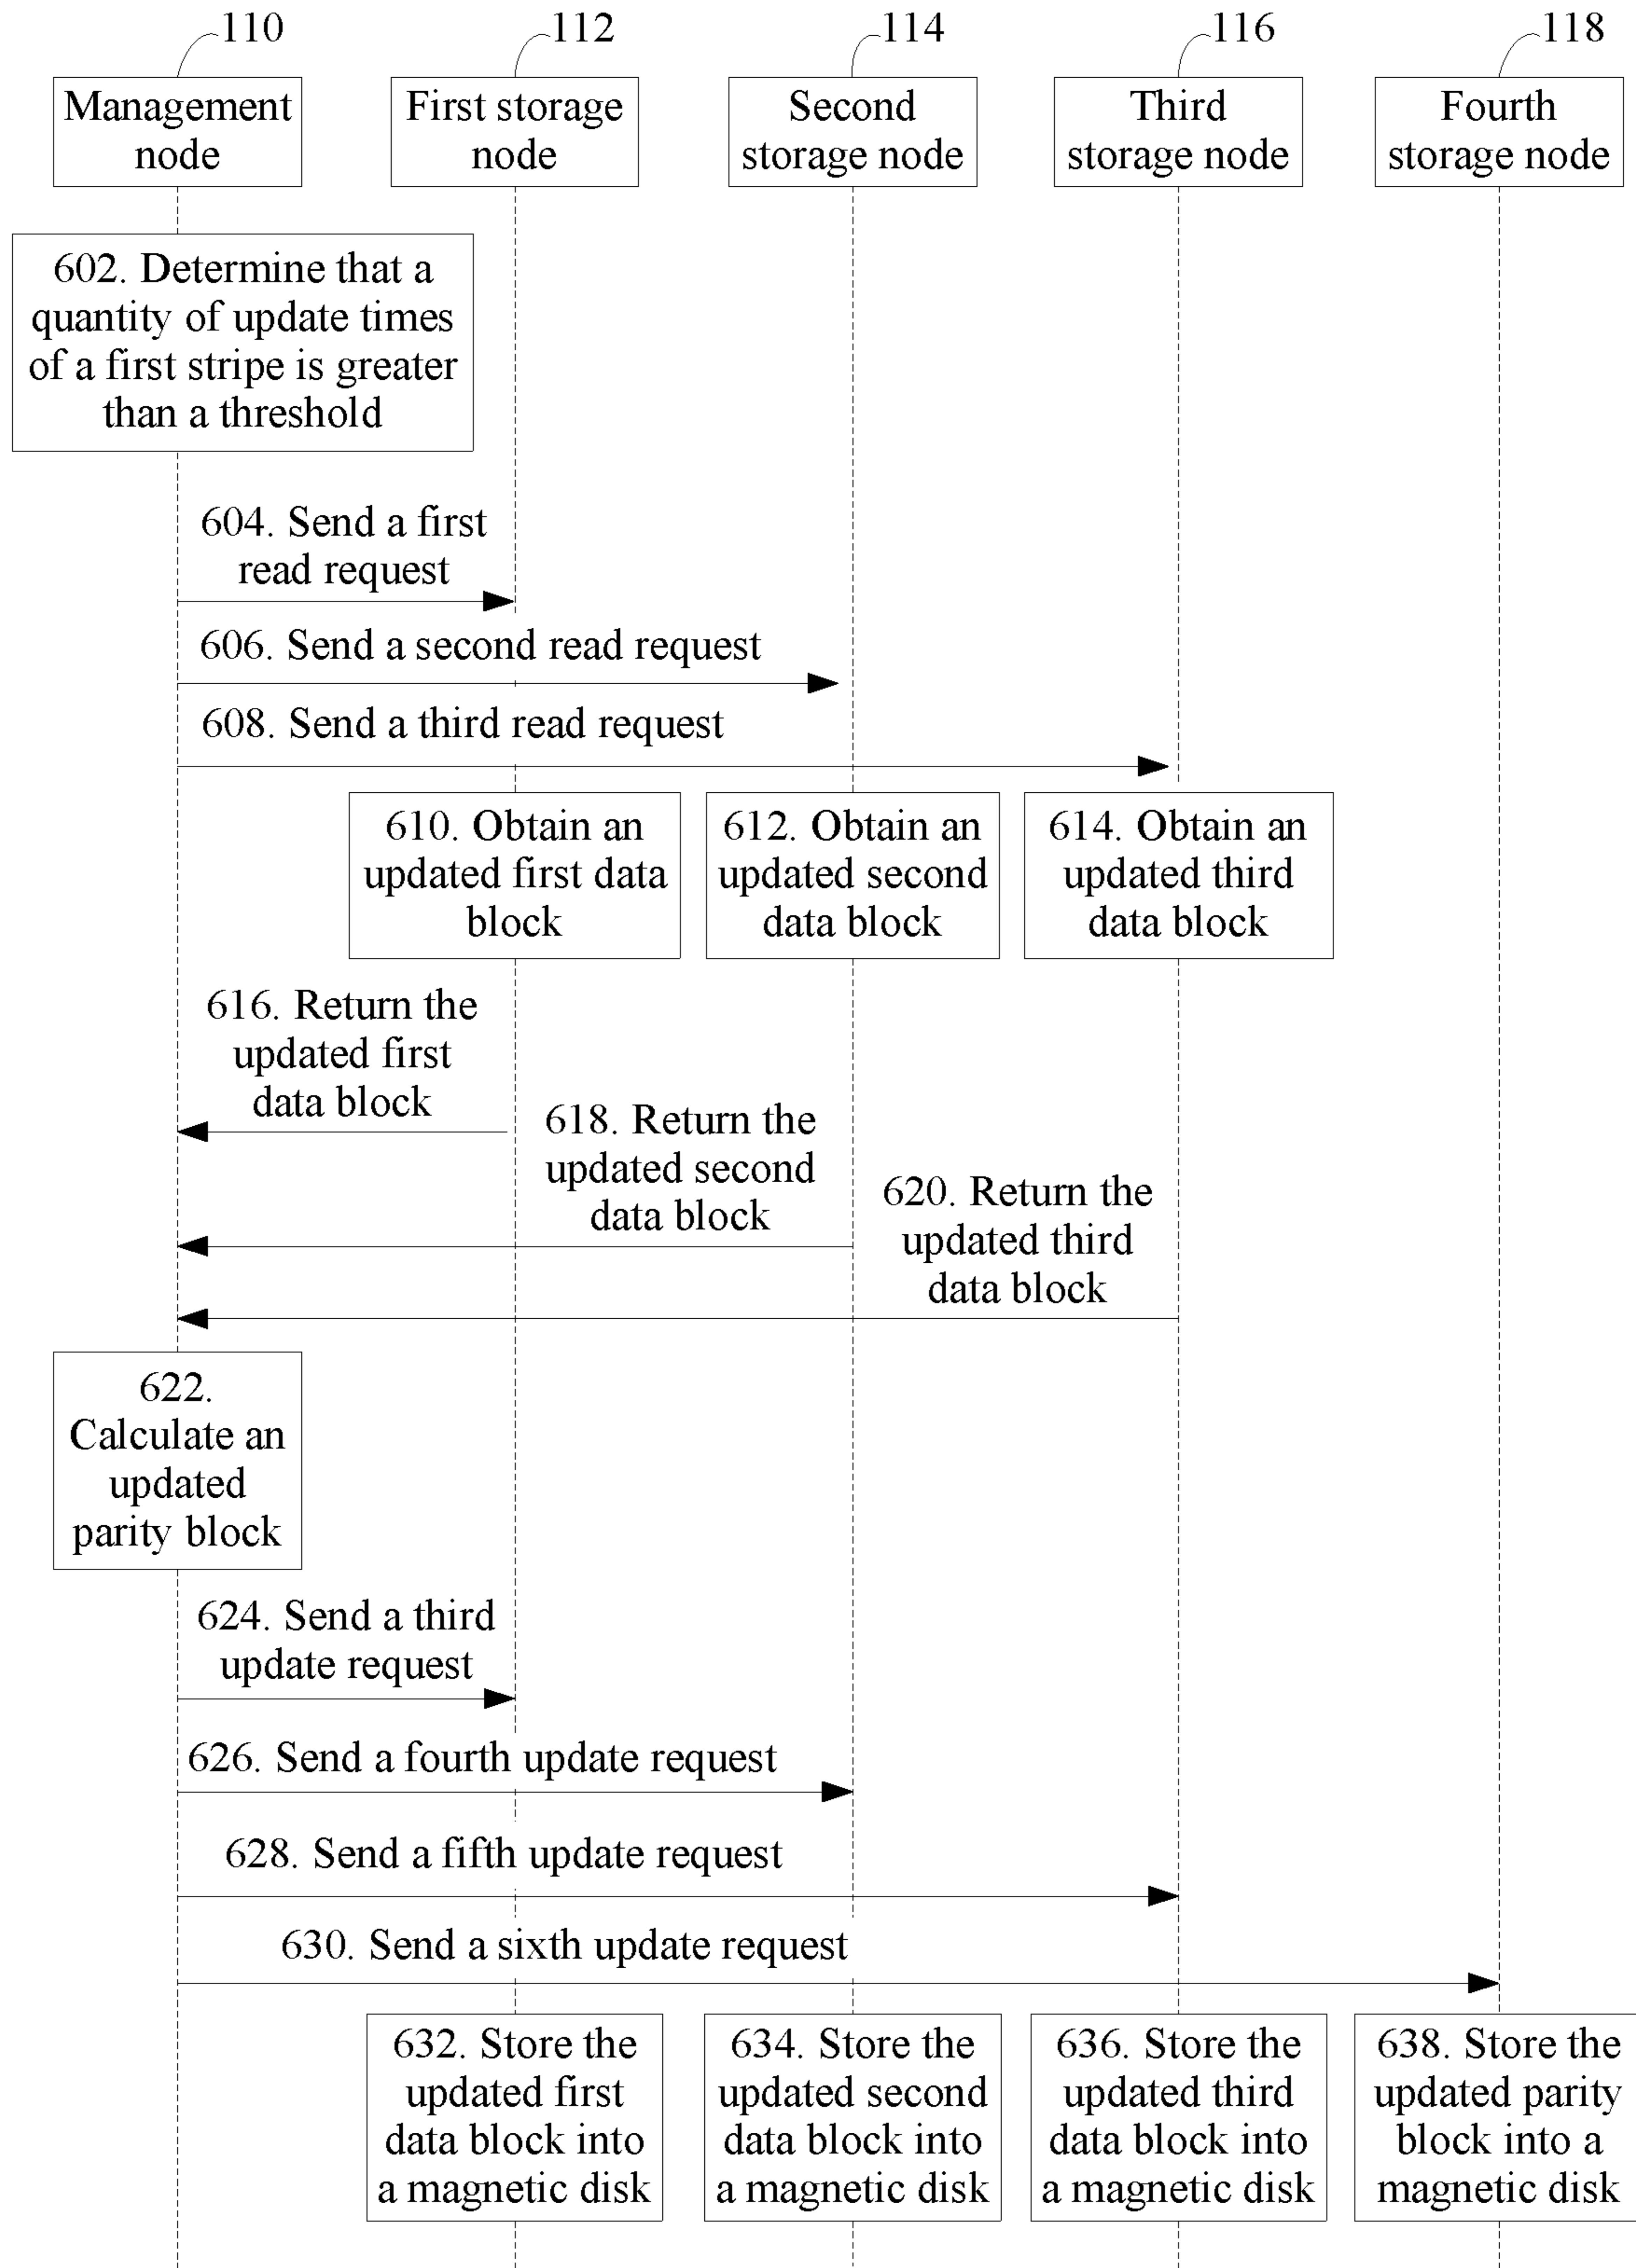 110
112
114
116
118
Management
node
First storage
node
Second
storage node
Third
storage node
Fourth
storage node
602. Determine that a
quantity of update times
of a first stripe is greater
than a threshold
604. Send a first
read request
606. Send a second read request
608. Send a third read request
610. Obtain an
updated first data
block
612. Obtain an
updated second
data block
614. Obtain an
updated third
data block
616. Return the
updated first
data block
618. Return the
updated second
data block
620. Return the
updated third
data block
622.
Calculate an
updated
parity block
624. Send a third
update request
626. Send a fourth update request
628. Send a fifth update request
630. Send a sixth update request
632. Store the
updated first
data block into
a magnetic disk
634. Store the
updated second
data block into
a magnetic disk
636. Store the
updated third
data block into
a magnetic disk
638. Store the
updated parity
block into a
magnetic disk